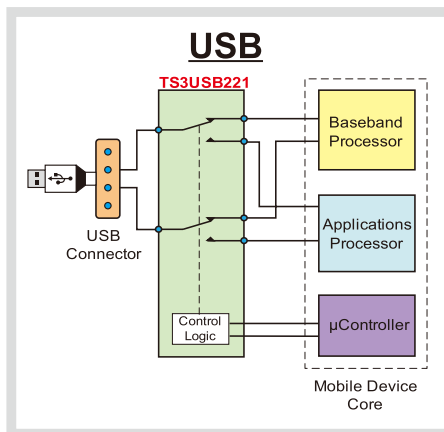 USB
TS3USB221
Baseband
Processor
USB
Connector
Applications
Processor
Control
Logic
µController
Mobile Device
Core